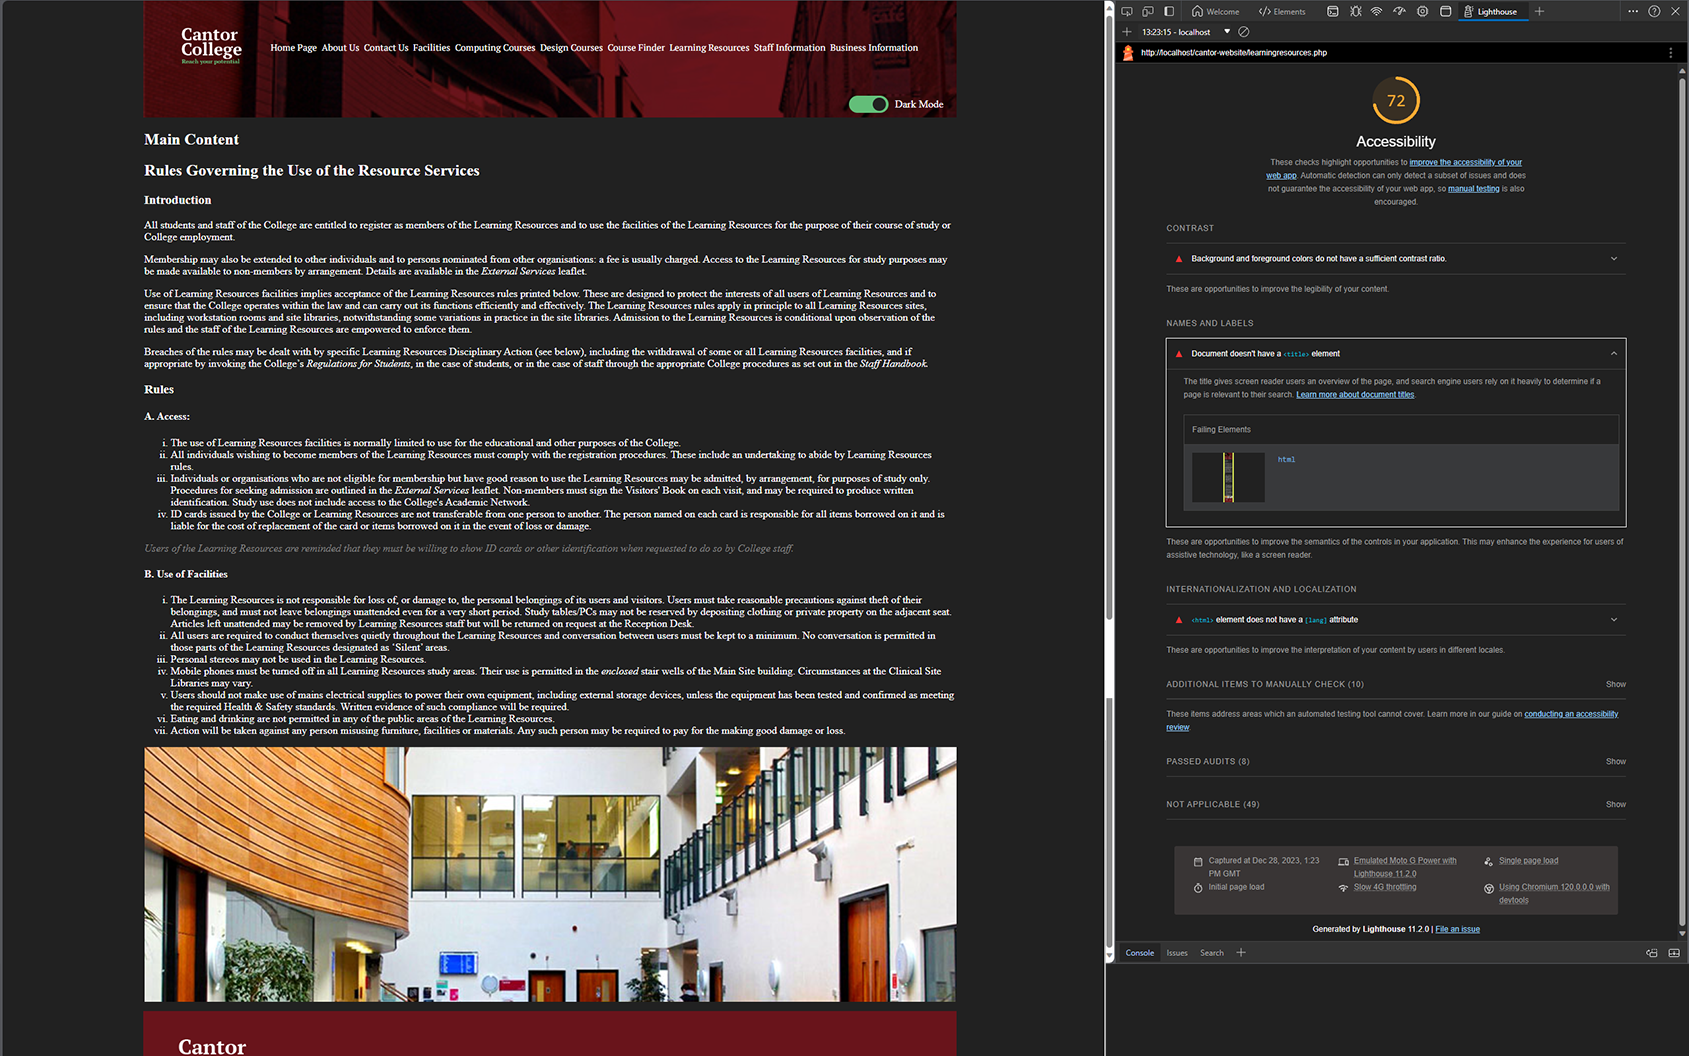 Cantor
College
Reach your potential
Home Page About Us Contact Us Facilities Computing Courses Design Courses Course Finder Learning Resources Staff Information Business Information
Dark Mode
Main Content
Rules Governing the Use of the Resource Services
Introduction
All students and staff of the College are entitled to register as members of the Learning Resources and to use the facilities of the Learning Resources for the purpose of their course of study or
College employment.
Membership may also be extended to other individuals and to persons nominated from other organisations: a fee is usually charged. Access to the Learning Resources for study purposes may
be made available to non-members by arrangement. Details are available in the External Services leaflet.
Use of Learning Resources facilities implies acceptance of the Learning Resources rules printed below. These are designed to protect the interests of all users of Learning Resources and to
ensure that the College operates within the law and can carry out its functions efficiently and effectively. The Learning Resources rules apply in principle to all Learning Resources sites,
including workstation rooms and site libraries, notwithstanding some variations in practice in the site libraries. Admission to the Learning Resources is conditional upon observation of the
rules and the staff of the Learning Resources are empowered to enforce them.
Breaches of the rules may be dealt with by specific Learning Resources Disciplinary Action (see below), including the withdrawal of some or all Learning Resources facilities, and if
appropriate by invoking the College's Regulations for Students, in the case of students, or in the case of staff through the appropriate College procedures as set out in the Staff Handbook.
Rules
A. Access:
i. The use of Learning Resources facilities is normally limited to use for the educational and other purposes of the College.
ii. All individuals wishing to become members of the Learning Resources must comply with the registration procedures. These include an undertaking to abide by Learning Resources
rules.
iii. Individuals or organisations who are not eligible for membership but have good reason to use the Learning Resources may be admitted, by arrangement, for purposes of study only.
Procedures for seeking admission are outlined in the External Services leaflet. Non-members must sign the Visitors' Book on each visit, and may be required to produce written
identification. Study use does not include access to the College's Academic Network.
iv. ID cards issued by the College or Learning Resources are not transferable from one person to another. The person named on each card is responsible for all items borrowed on it and is
liable for the cost of replacement of the card or items borrowed on it in the event of loss or damage.
Users of the Learning Resources are reminded that they must be willing to show ID cards or other identification when requested to do so by College staff.
B. Use of Facilities
i. The Learning Resources is not responsible for loss of, or damage to, the personal belongings of its users and visitors. Users must take reasonable precautions against theft of their
belongings, and must not leave belongings unattended even for a very short period. Study tables/PCs may not be reserved by depositing clothing or private property on the adjacent seat.
Articles left unattended may be removed by Learning Resources staff but will be returned on request at the Reception Desk.
ii. All users are required to conduct themselves quietly throughout the Learning Resources and conversation between users must be kept to a minimum. No conversation is permitted in
those parts of the Learning Resources designated as 'Silent' areas.
iii. Personal stereos may not be used in the Learning Resources.
iv. Mobile phones must be turned off in all Learning Resources study areas. Their use is permitted in the enclosed stair wells of the Main Site building. Circumstances at the Clinical Site
Libraries may vary.
v. Users should not make use of mains electrical supplies to power their own equipment, including external storage devices, unless the equipment has been tested and confirmed as meeting
the required Health & Safety standards. Written evidence of such compliance will be required.
vi. Eating and drinking are not permitted in any of the public areas of the Learning Resources.
vii. Action will be taken against any person misusing furniture, facilities or materials. Any such person may be required to pay for the making good damage or loss.
Cantor
Welcome
Elements
Lighthouse
13:23:15 - localhost
http://localhost/cantor-website/learningresources.php
72
Accessibility
These checks highlight opportunities to improve the accessibility of your
web app. Automatic detection can only detect a subset of issues and does
not guarantee the accessibility of your web app, so manual testing is also
encouraged.
CONTRAST
Background and foreground colors do not have a sufficient contrast ratio.
These are opportunities to improve the legibility of your content.
NAMES AND LABELS
Document doesn't have a <title> element
The title gives screen reader users an overview of the page, and search engine users rely on it heavily to determine if a
page is relevant to their search. Learn more about document titles.
Failing Elements
html
These are opportunities to improve the semantics of the controls in your application. This may enhance the experience for users of
assistive technology, like a screen reader.
INTERNATIONALIZATION AND LOCALIZATION
<html> element does not have a [lang] attribute
These are opportunities to improve the interpretation of your content by users in different locales.
ADDITIONAL ITEMS TO MANUALLY CHECK (10) Show
These items address areas which an automated testing tool cannot cover. Learn more in our guide on conducting an accessibility
review.
PASSED AUDITS (8) Show
NOT APPLICABLE (49) Show
Captured at Dec 28, 2023, 1:23
PM GMT
Initial page load
Emulated Moto G Power with
Lighthouse 11.2.0
Slow 4G throttling
Single page load
Using Chromium 120.0.0.0 with
devtools
Generated by Lighthouse 11.2.0 | File an issue
Console Issues Search